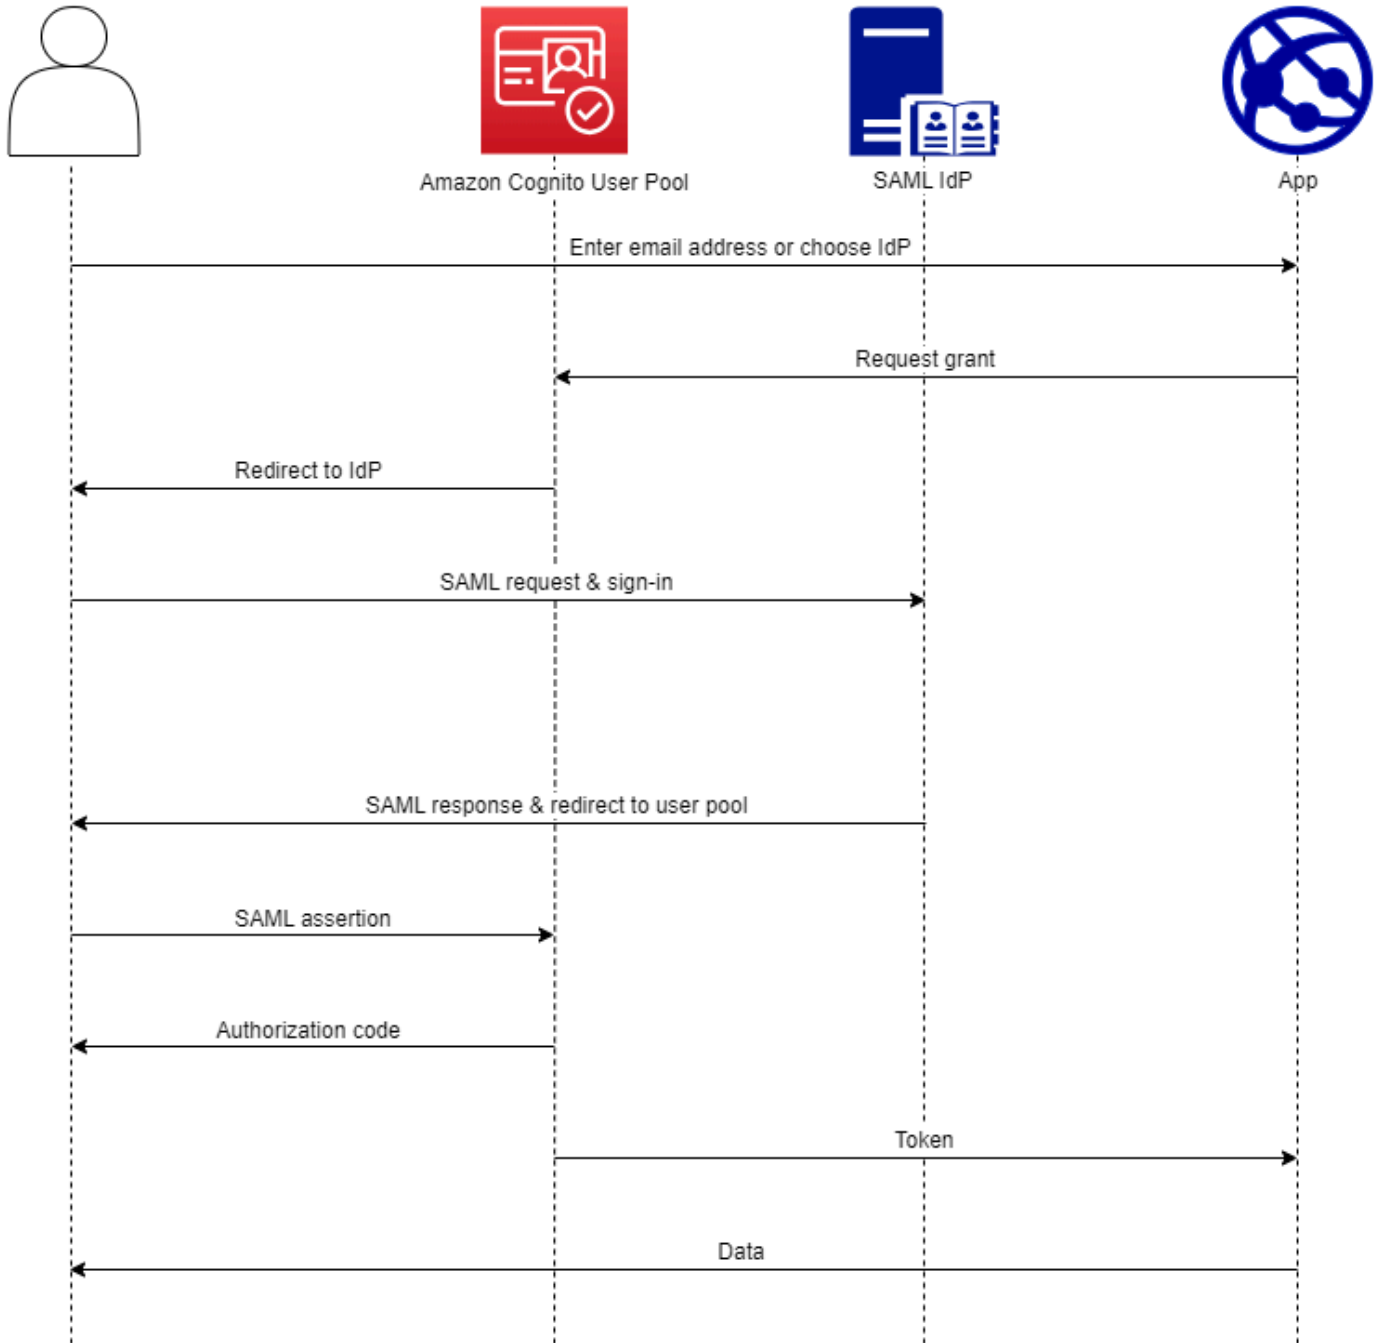 Amazon Cognito User Pool
SAML IdP
App
Enter email address or choose IdP
Request grant
Redirect to IdP
SAML request & sign-in
SAML response & redirect to user pool
SAML assertion
Authorization code
Token
Data